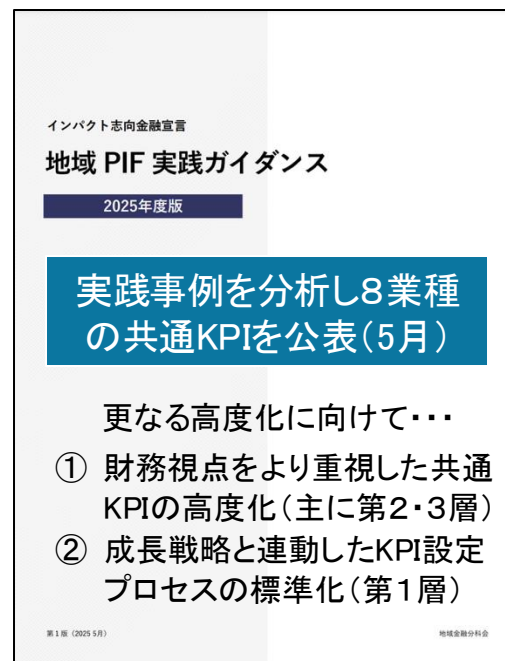 インパクト志向金融宣言
地域 PIF 実践ガイダンス
2025年度版
実践事例を分析し８業種
の共通KPIを公表（5月）
更なる高度化に向けて・・・
① 財務視点をより重視した共通
KPIの高度化（主に第２・３層）
② 成長戦略と連動したKPI設定
プロセスの標準化（第１層）
第 1 版（2025 5月） 地域金融分科会